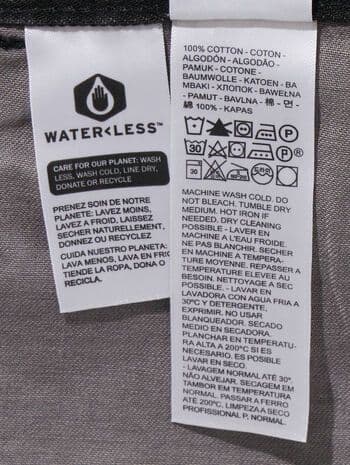 WATER<LESS™
CARE FOR OUR PLANET: WASH
LESS, WASH COLD, LINE DRY,
DONATE OR RECYCLE
PRENEZ SOIN DE NOTRE
PLANÈTE: LAVEZ MOINS,
LAVEZ A FROID, LAISSEZ
SECHER NATURELLEMENT,
DONNEZ OU RECYCLEZ
CUIDA NUESTRO PLANETA:
LAVA MENOS, LAVA EN FRI
TIENDE LA ROPA, DONA O
RECICLA.
100% COTTON - COTON -
ALGODÓN - ALGODÃO -
PAMUK - COTONE -
BAUMWOLLE - KATOEN - BA
MBAKI - ХЛОПОК - BAWEŁNA
- PAMUT - BAVLNA - 棉 - 면 -
綿 100% - KAPAS
30
MACHINE WASH COLD. DO
NOT BLEACH. TUMBLE DRY
MEDIUM. HOT IRON IF
NEEDED. DRY CLEANING
POSSIBLE - LAVER EN
MACHINE A L'EAU FROIDE.
NE PAS BLANCHIR. SECHER
EN MACHINE A TEMPERA-
TURE MOYENNE. REPASSER A
TEMPERATURE ELEVEE AU
BESOIN. NETTOYAGE A SEC
POSSIBLE. - LAVAR EN
LAVADORA CON AGUA FRIA A
30ºC Y DETERGENTE,
EXPRIMIR. NO USAR
BLANQUEADOR. SECADO
MEDIO EN SECADORA.
PLANCHAR EN TEMPERATU-
RA ALTA A 200ºC SI ES
NECESARIO. ES POSIBLE
LAVAR EN SECO.
- LAVAGEM NORMAL ATÉ 30º.
NÃO ALVEJAR. SECAGEM EM
TAMBOR EM TEMPERATURA
NORMAL. PASSAR A FERRO
ATÉ 200ºC. LIMPEZA A SECO
PROFISSIONAL P, NORMAL.